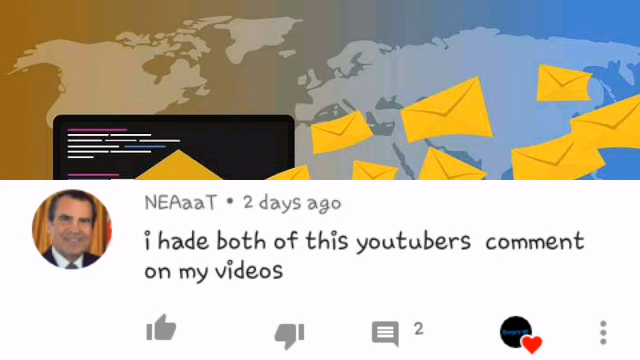 NEAaaT • 2 days ago
i hade both of this youtubers comment
on my videos
2